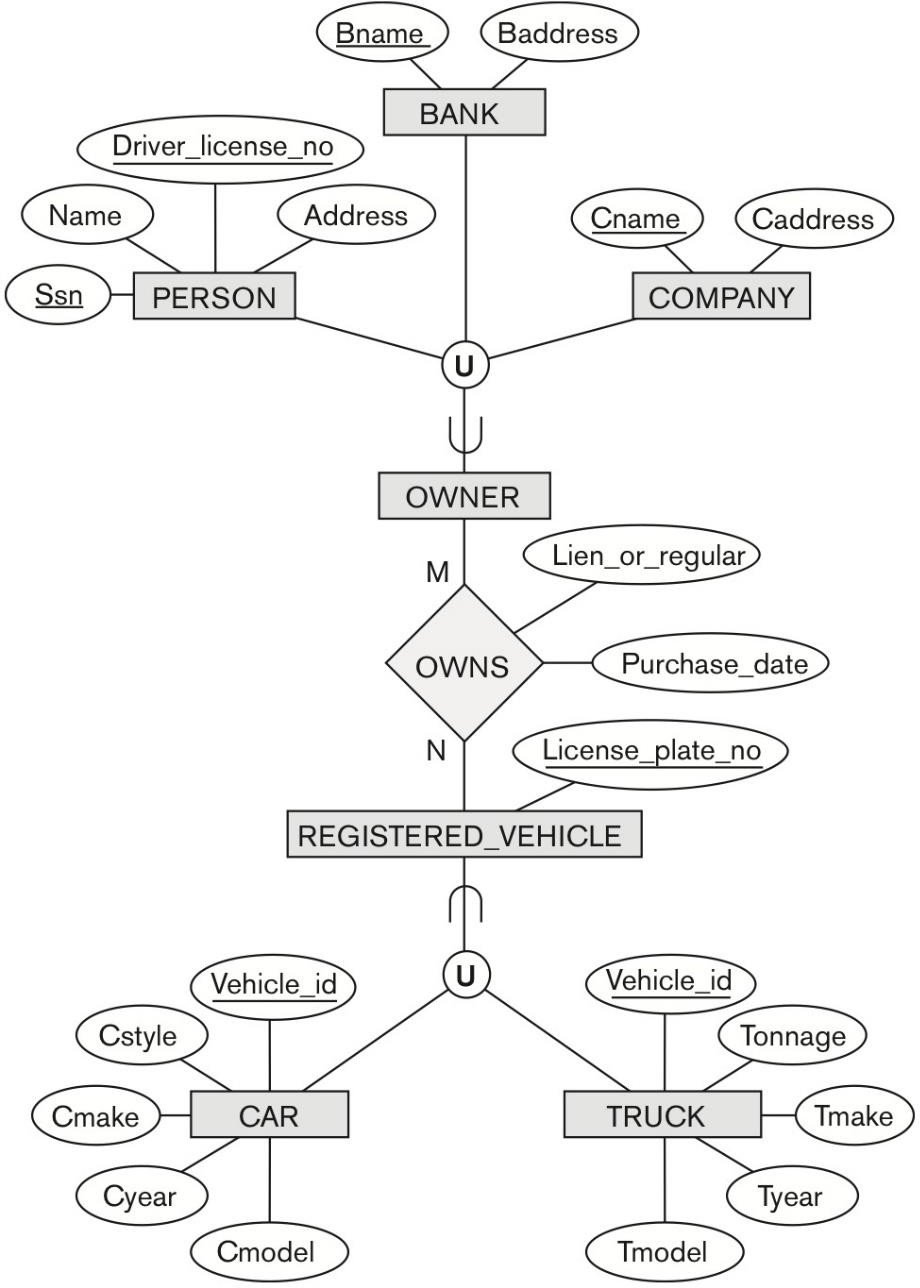 Bname
Baddress
BANK
Driver_license_no
Name
Address
Cname
Caddress
Ssn
PERSON
COMPANY
U
OWNER
M
Lien_or_regular
OWNS
Purchase_date
N
License_plate_no
REGISTERED_VEHICLE
U
Vehicle_id
Vehicle_id
Cstyle
Tonnage
Cmake
CAR
TRUCK
Tmake
Cyear
Tyear
Cmodel
Tmodel